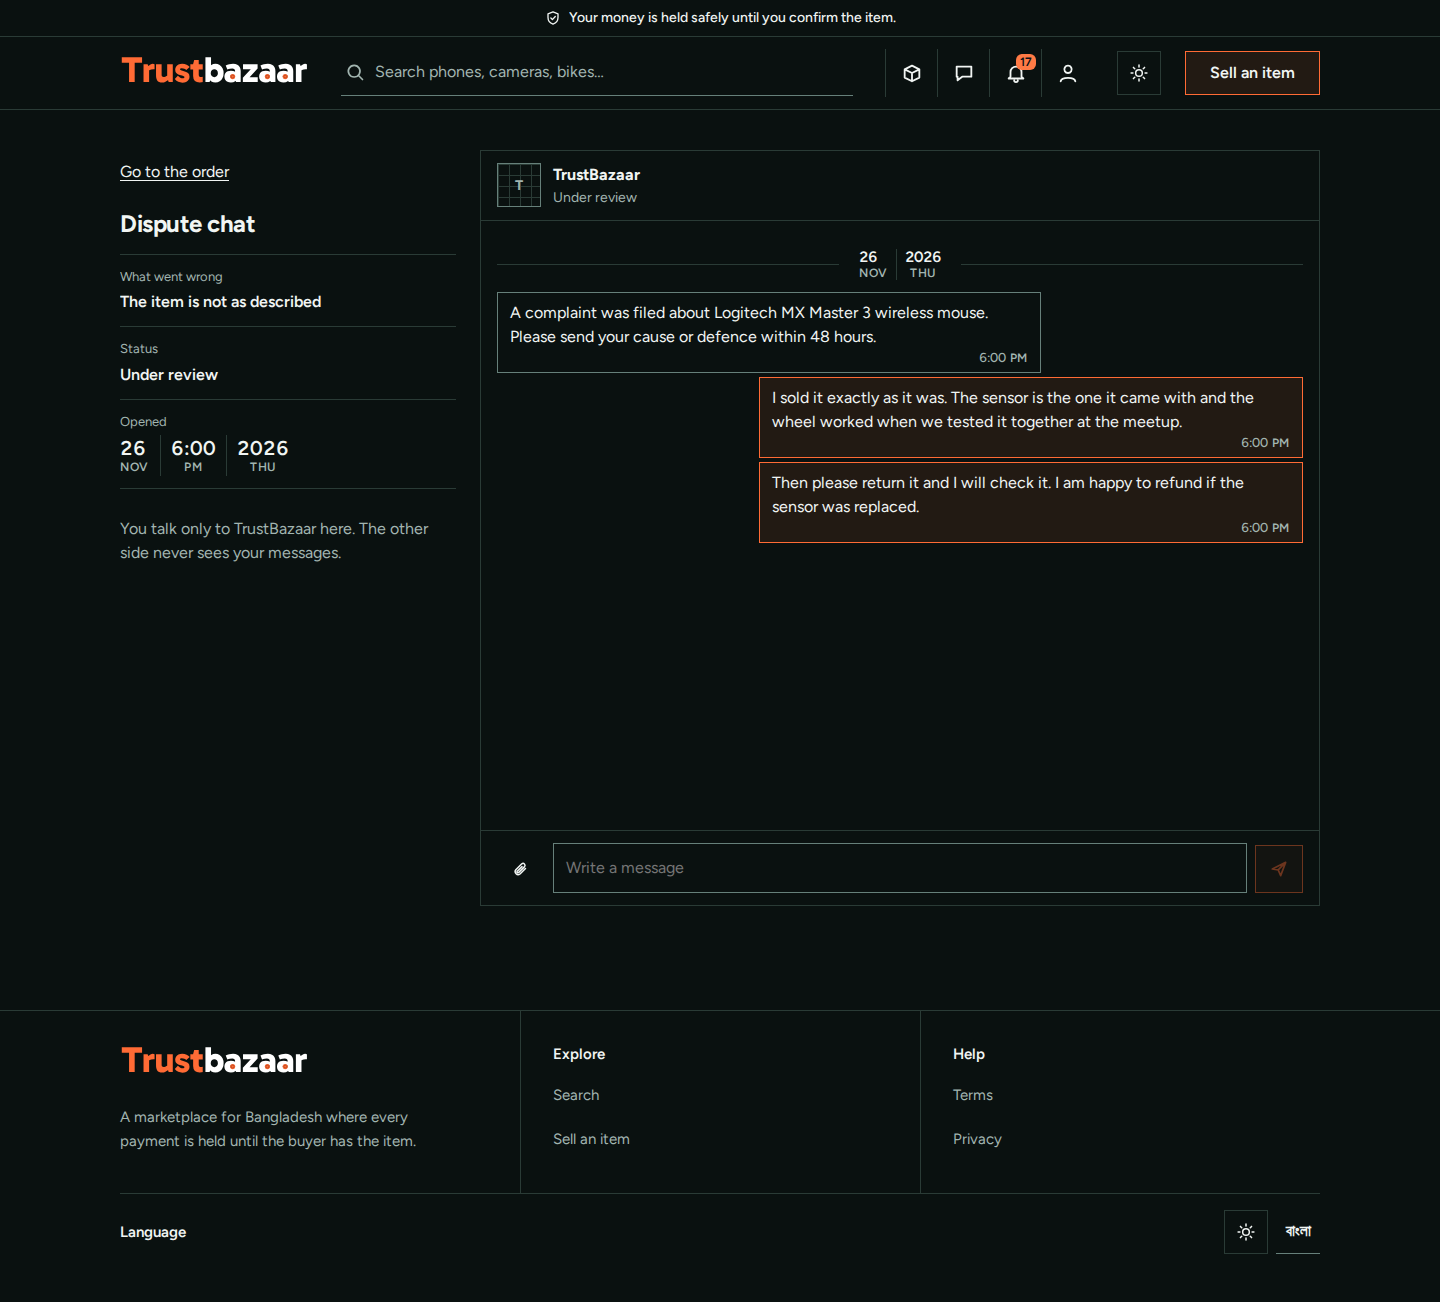 Your money is held safely until you confirm the item.
Trustbazaar
Search phones, cameras, bikes...
17
Sell an item
Go to the order
Dispute chat
What went wrong
The item is not as described
Status
Under review
Opened
26 6:00 2026
NOV PM THU
You talk only to TrustBazaar here. The other
side never sees your messages.
T
TrustBazaar
Under review
26 2026
NOV THU
A complaint was filed about Logitech MX Master 3 wireless mouse.
Please send your cause or defence within 48 hours.
6:00 PM
I sold it exactly as it was. The sensor is the one it came with and the
wheel worked when we tested it together at the meetup.
6:00 PM
Then please return it and I will check it. I am happy to refund if the
sensor was replaced.
6:00 PM
Write a message
Trustbazaar
A marketplace for Bangladesh where every
payment is held until the buyer has the item.
Explore
Search
Sell an item
Help
Terms
Privacy
Language
বাংলা